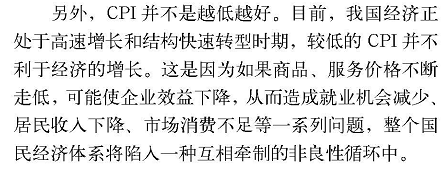 另外，CPI 并不是越低越好。目前，我国经济正
处于高速增长和结构快速转型时期，较低的 CPI 并不
利于经济的增长。这是因为如果商品、服务价格不断
走低，可能使企业效益下降，从而造成就业机会减少、
居民收入下降、市场消费不足等一系列问题，整个国
民经济体系将陷入一种互相牵制的非良性循环中。